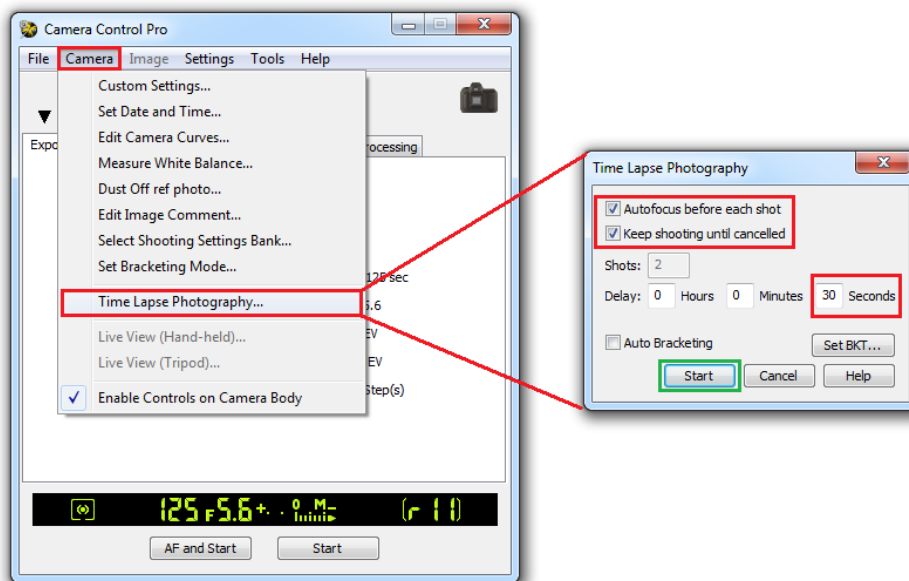 Camera Control Pro
File Camera Image Settings Tools Help
Custom Settings...
Set Date and Time...
Edit Camera Curves...
Measure White Balance...
Dust Off ref photo...
Edit Image Comment...
Select Shooting Settings Bank...
Set Bracketing Mode...
Time Lapse Photography...
Live View (Hand-held)...
Live View (Tripod)...
Enable Controls on Camera Body
Expo
rocessing
125 sec
5.6
EV
EV
Step(s)
125 F5.6
(r 11)
AF and Start Start
Time Lapse Photography
Autofocus before each shot
Keep shooting until cancelled
Shots: 2
Delay: 0 Hours 0 Minutes 30 Seconds
Auto Bracketing Set BKT...
Start Cancel Help